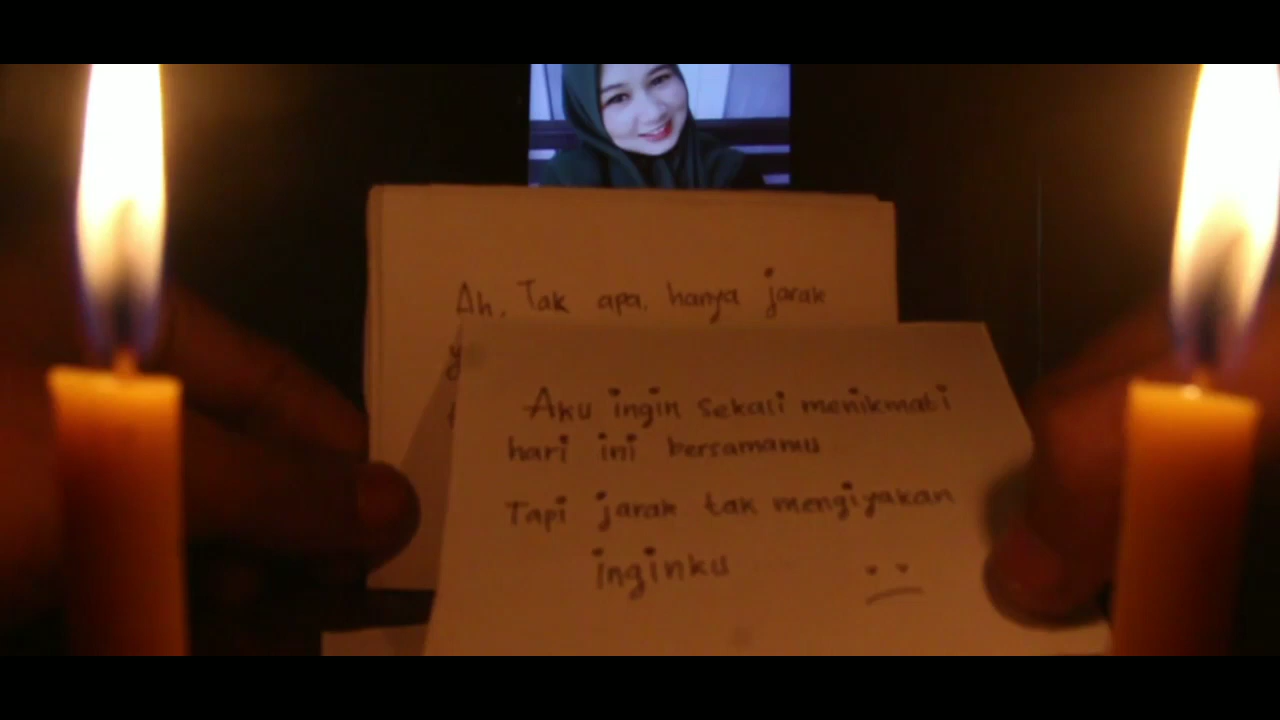 Ah, Tak apa, hanya jarak
y
Aku ingin sekali menikmati
hari ini bersamamu
Tapi jarak tak mengiyakan
inginku